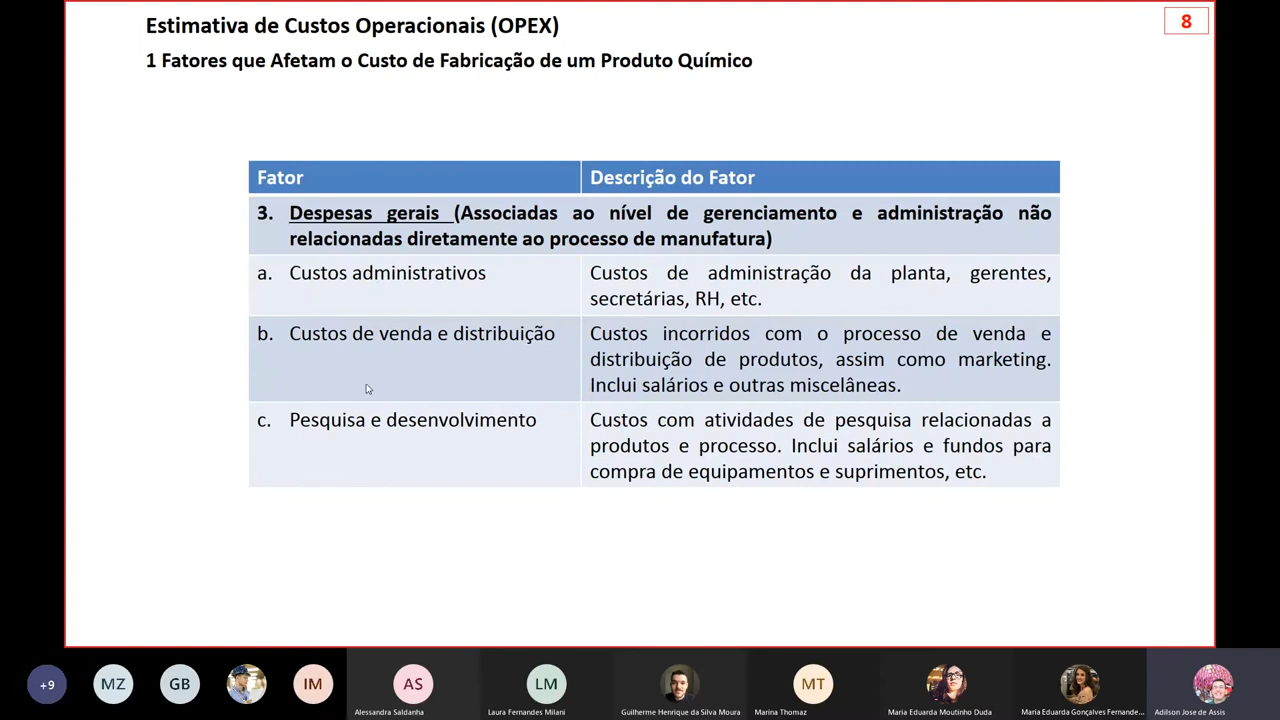 Estimativa de Custos Operacionais (OPEX)
8
1 Fatores que Afetam o Custo de Fabricação de um Produto Químico
Fator
Descrição do Fator
3. Despesas gerais (Associadas ao nível de gerenciamento e administração não
relacionadas diretamente ao processo de manufatura)
a. Custos administrativos
Custos de administração da planta, gerentes,
secretárias, RH, etc.
b. Custos de venda e distribuição
Custos incorridos com o processo de venda e
distribuição de produtos, assim como marketing.
Inclui salários e outras miscelâneas.
c. Pesquisa e desenvolvimento
Custos com atividades de pesquisa relacionadas a
produtos e processo. Inclui salários e fundos para
compra de equipamentos e suprimentos, etc.
+9
MZ
GB
IM
AS
LM
MT
Alessandra Saldanha
Laura Fernandes Milani
Guilherme Henrique da Silva Moura
Marina Thomaz
Maria Eduarda Moutinho Duda
Maria Eduarda Gonçalves Fernande...
Adilson Jose de Assis